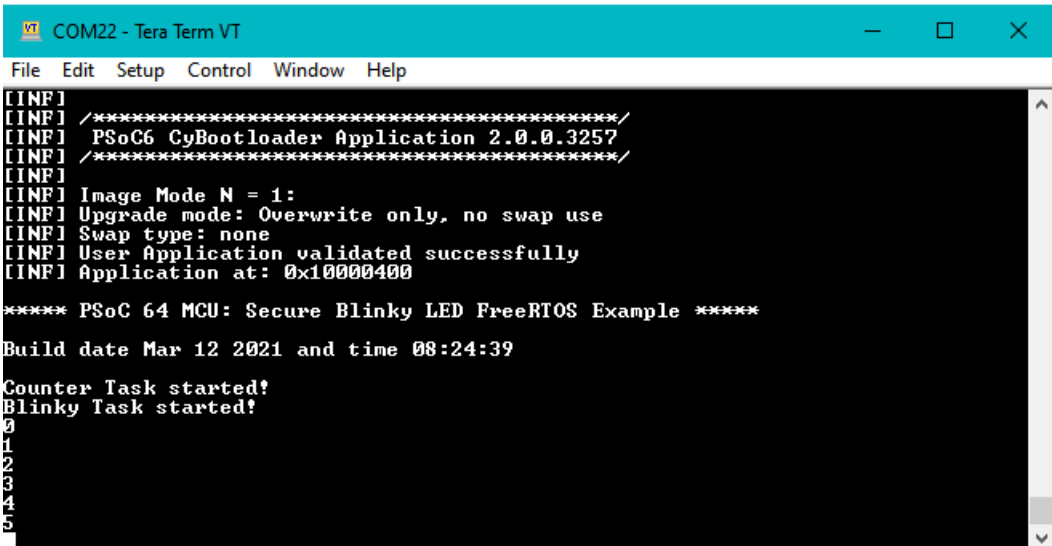 COM22 - Tera Term VT
File Edit Setup Control Window Help
[INF]
[INF] /*****************************************/
[INF]  PSoC6 CyBootloader Application 2.0.0.3257
[INF] /*****************************************/
[INF]
[INF] Image Mode N = 1:
[INF] Upgrade mode: Overwrite only, no swap use
[INF] Swap type: none
[INF] User Application validated successfully
[INF] Application at: 0x10000400
***** PSoC 64 MCU: Secure Blinky LED FreeRTOS Example *****
Build date Mar 12 2021 and time 08:24:39
Counter Task started!
Blinky Task started!
0
1
2
3
4
5